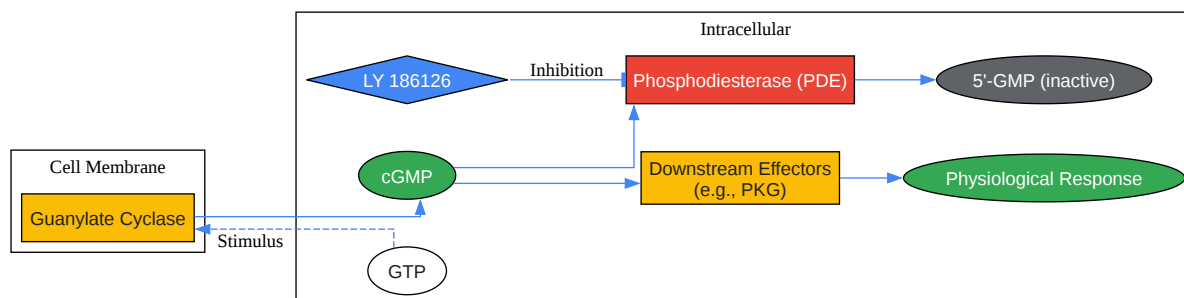 Intracellular
LY 186126
Inhibition
Phosphodiesterase (PDE)
5'-GMP (inactive)
Cell Membrane
Guanylate Cyclase
cGMP
Downstream Effectors
(e.g., PKG)
Physiological Response
Stimulus
GTP